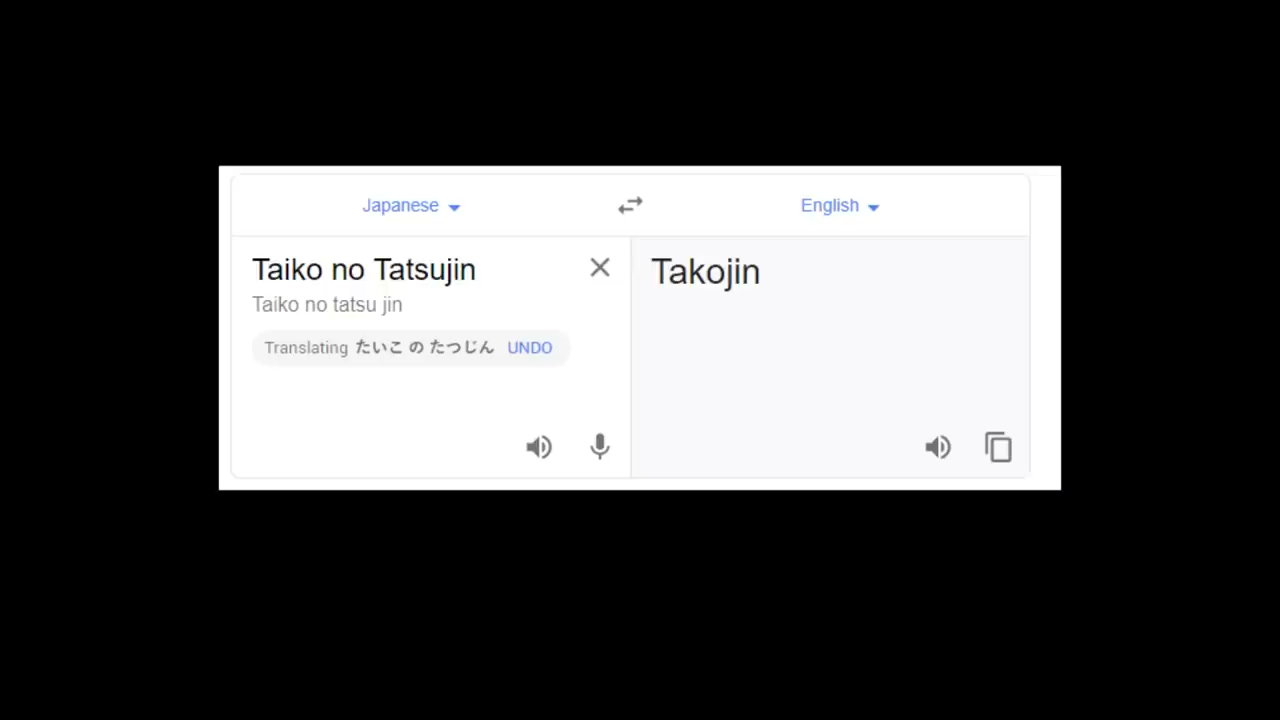 Japanese English
Taiko no Tatsujin
Taiko no tatsu jin
Translating たいこ の たつじん UNDO
Takojin